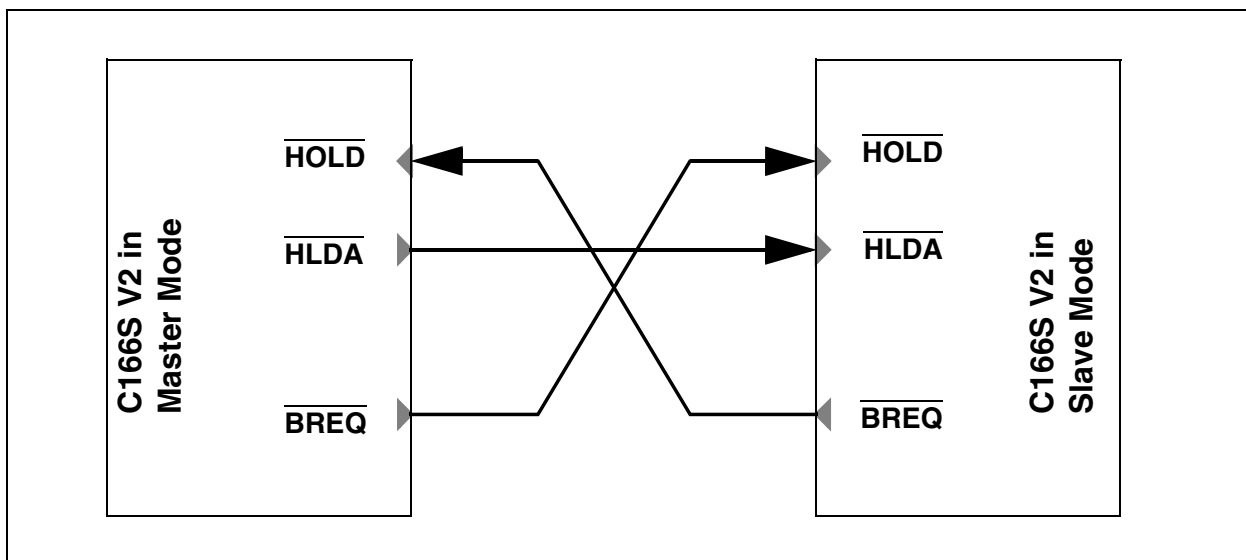 C166S V2 in
Master Mode
HOLD
HLDA
BREQ
HOLD
HLDA
BREQ
C166S V2 in
Slave Mode